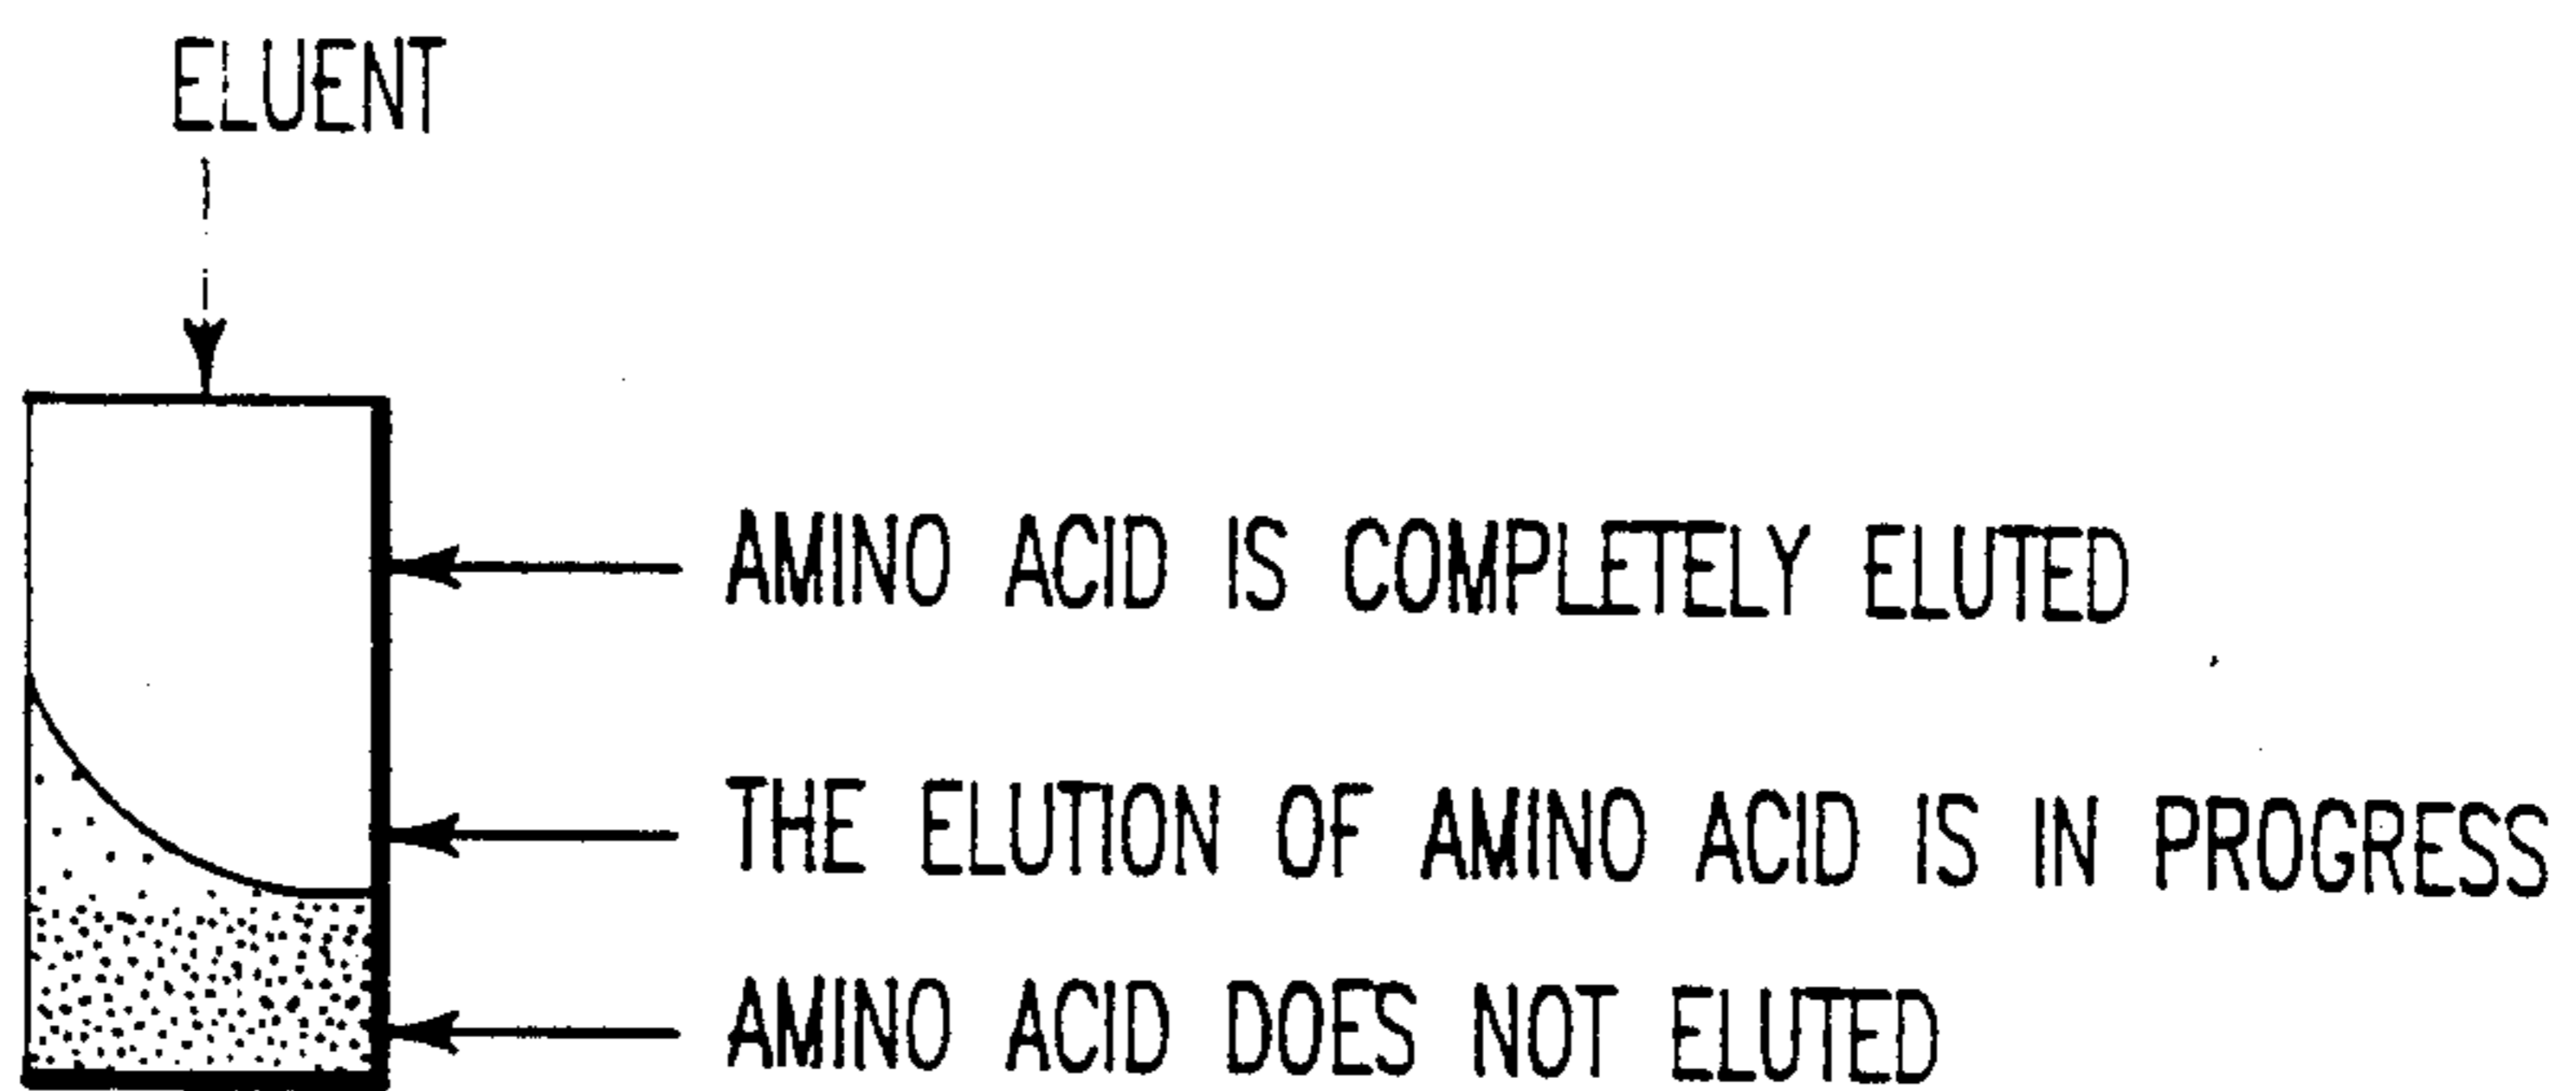 ELUENT
AMINO ACID IS COMPLETELY ELUTED
THE ELUTION OF AMINO ACID IS IN PROGRESS
AMINO ACID DOES NOT ELUTED